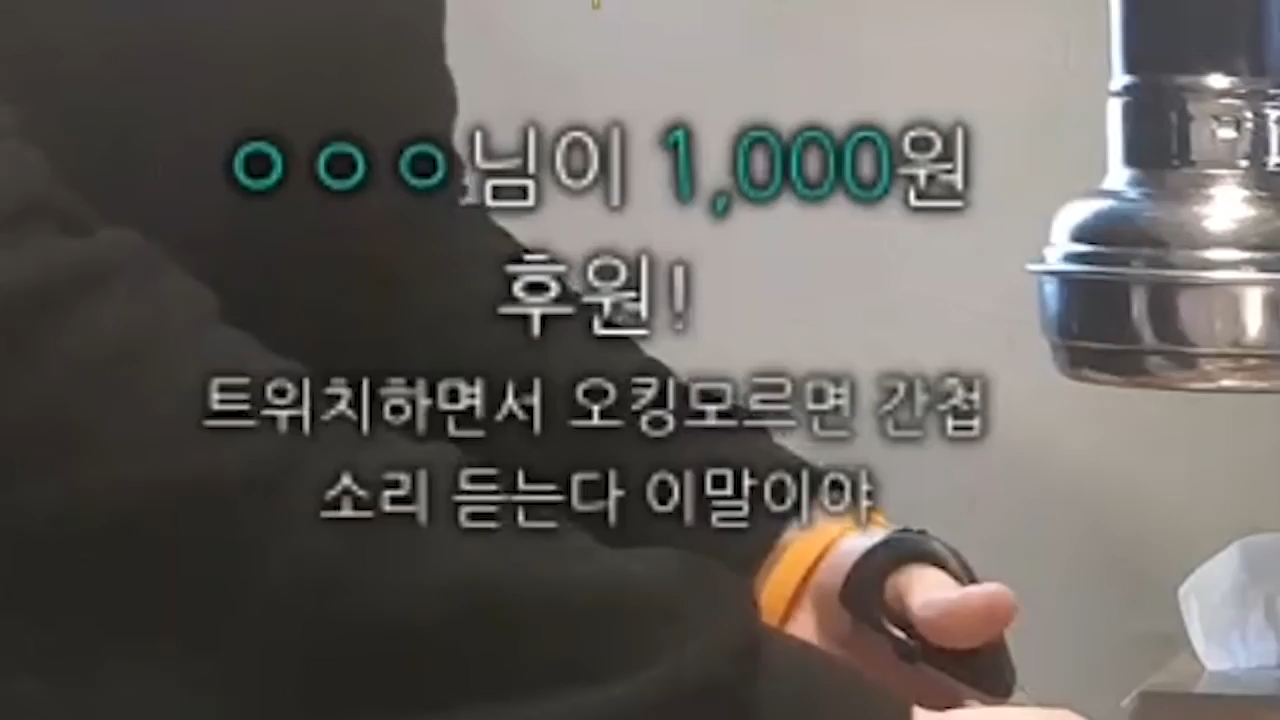 ㅇㅇㅇ님이 1,000원
후원!
트위치하면서 오킹모르면 간첩
소리 듣는다 이말이야